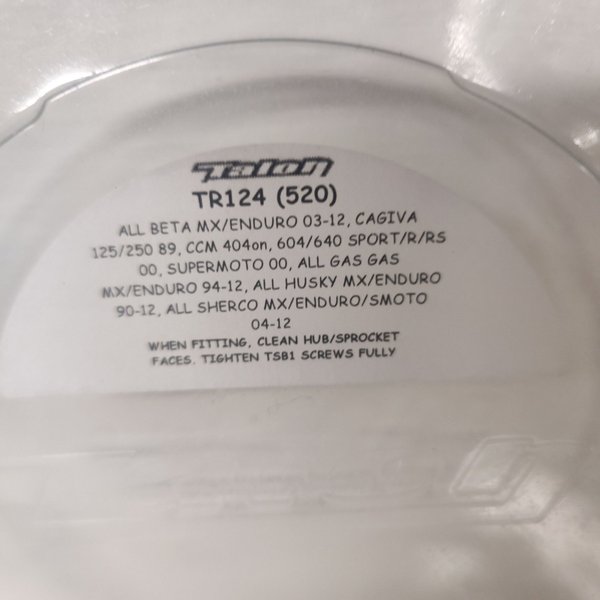 Talon
TR124 (520)
ALL BETA MX/ENDURO 03-12, CAGIVA
125/250 89, CCM 404on, 604/640 SPORT/R/RS
00, SUPERMOTO 00, ALL GAS GAS
MX/ENDURO 94-12, ALL HUSKY MX/ENDURO
90-12, ALL SHERCO MX/ENDURO/SMOTO
04-12
WHEN FITTING, CLEAN HUB/SPROCKET
FACES. TIGHTEN TSB1 SCREWS FULLY